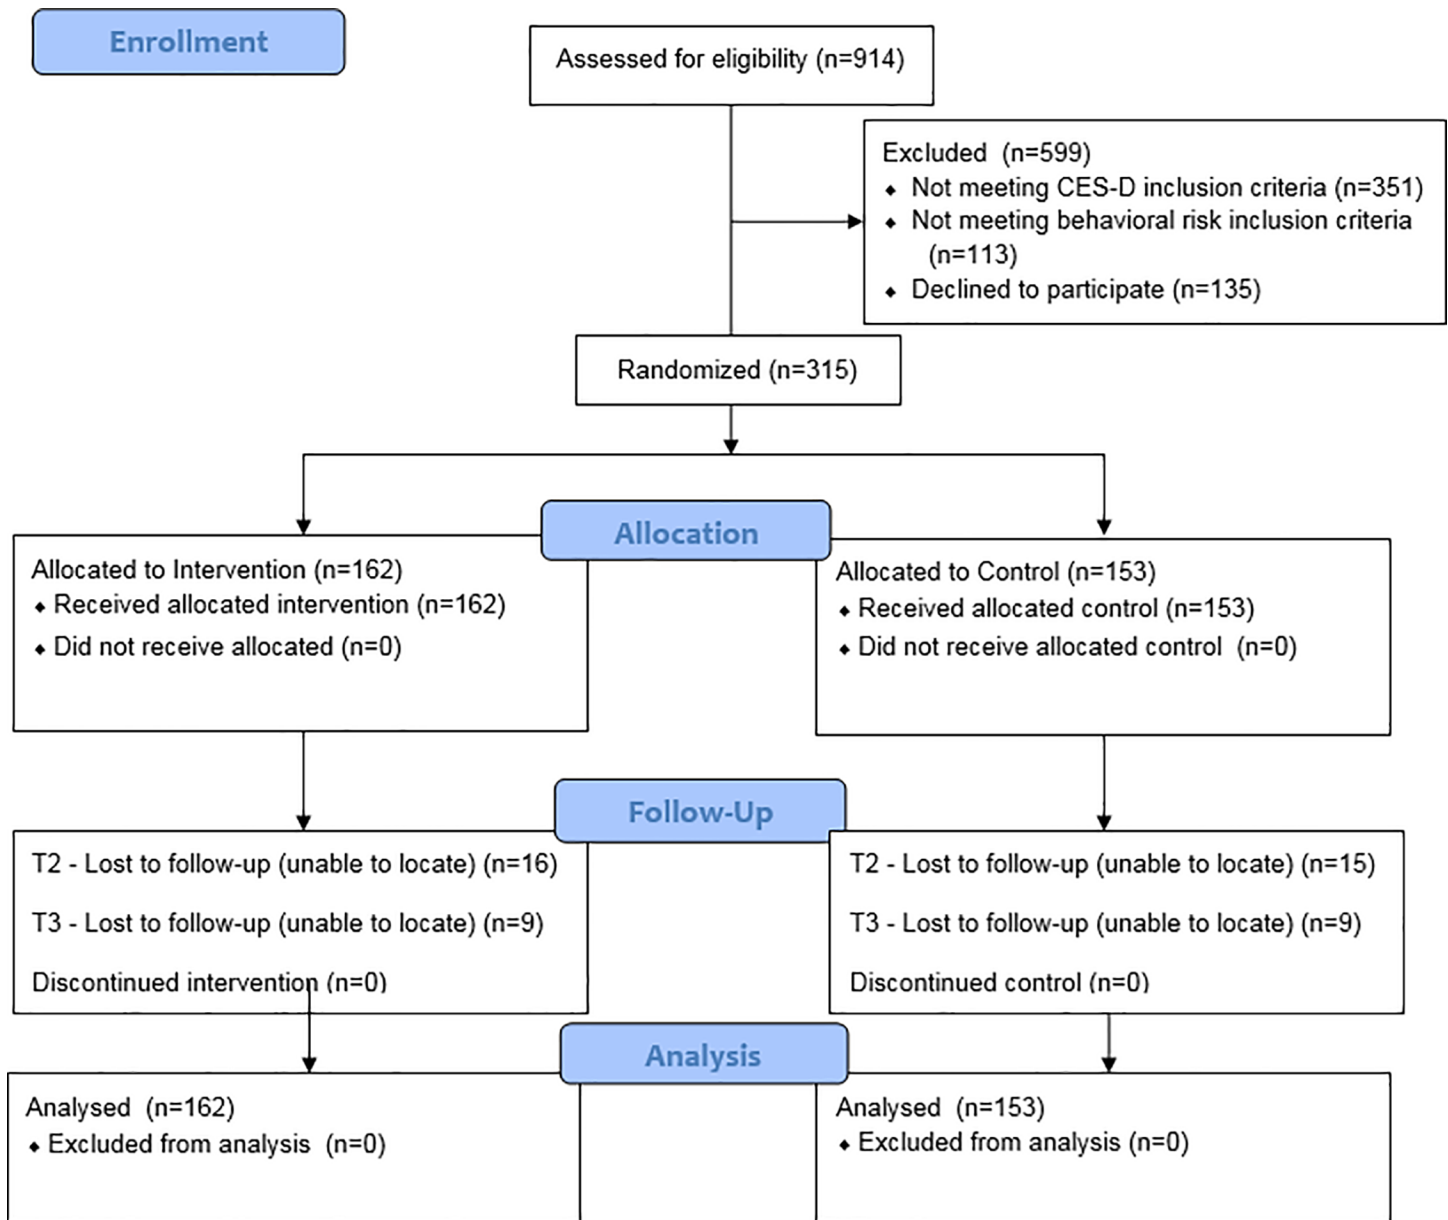 Enrollment
Assessed for eligibility (n=914)
Excluded (n=599)
⬥ Not meeting CES-D inclusion criteria (n=351)
⬥ Not meeting behavioral risk inclusion criteria
(n=113)
⬥ Declined to participate (n=135)
Randomized (n=315)
Allocation
Allocated to Intervention (n=162)
⬥ Received allocated intervention (n=162)
⬥ Did not receive allocated (n=0)
Allocated to Control (n=153)
⬥ Received allocated control (n=153)
⬥ Did not receive allocated control (n=0)
Follow-Up
T2 - Lost to follow-up (unable to locate) (n=16)
T3 - Lost to follow-up (unable to locate) (n=9)
Discontinued intervention (n=0)
T2 - Lost to follow-up (unable to locate) (n=15)
T3 - Lost to follow-up (unable to locate) (n=9)
Discontinued control (n=0)
Analysis
Analysed (n=162)
⬥ Excluded from analysis (n=0)
Analysed (n=153)
⬥ Excluded from analysis (n=0)